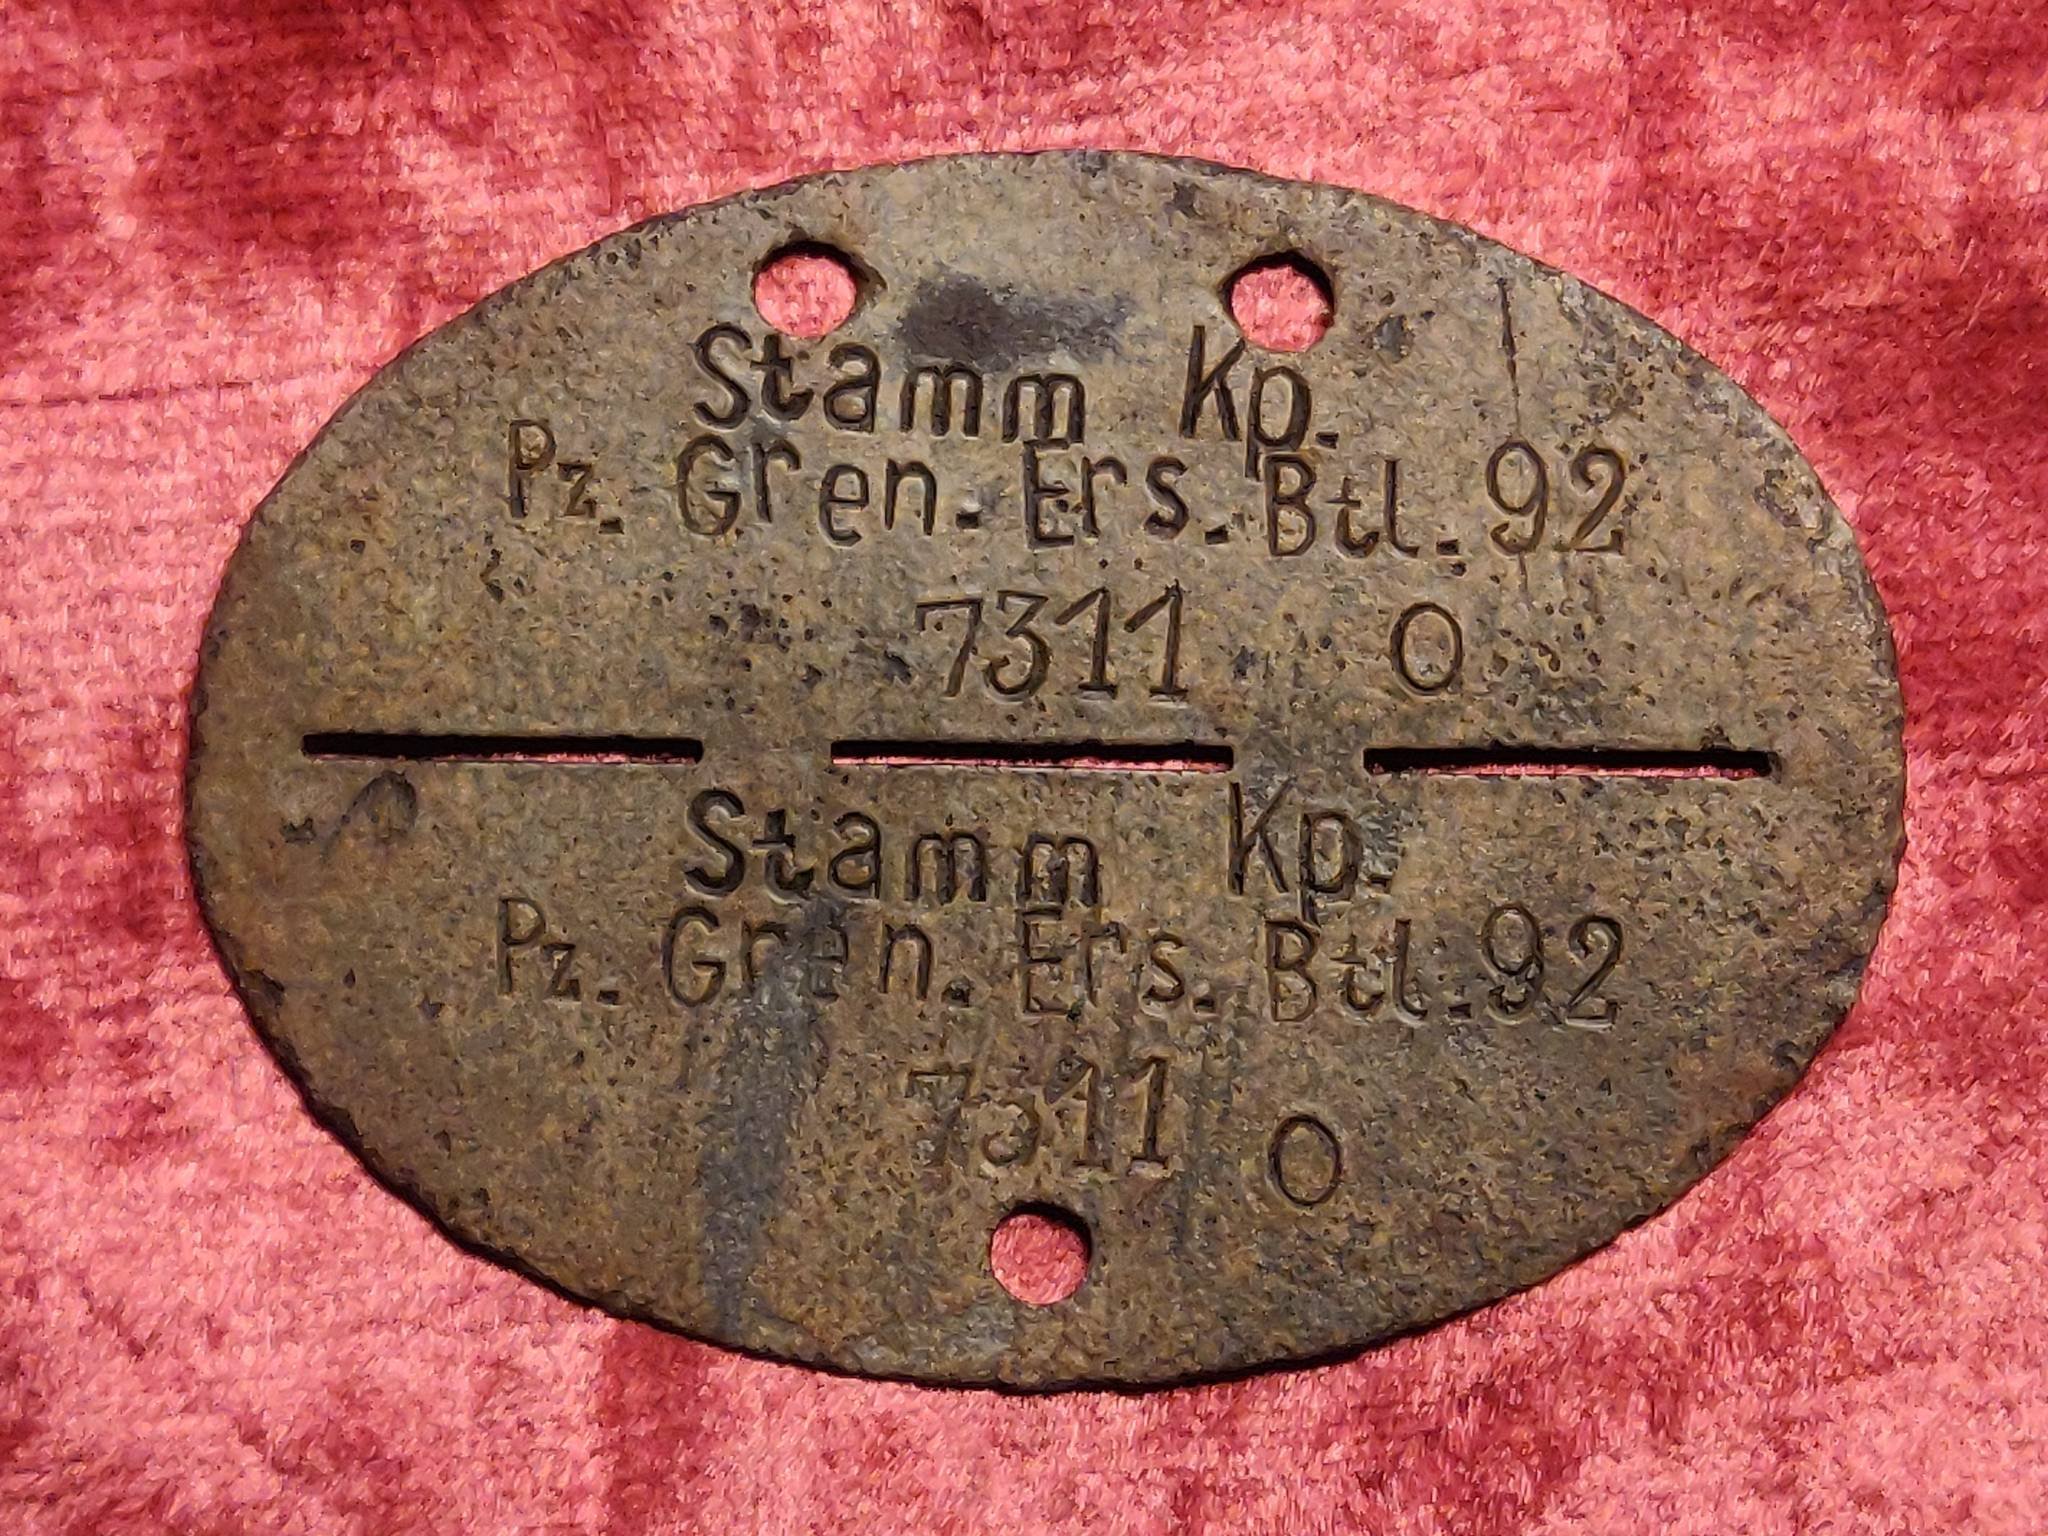 Stamm Kp.
Pz. Gren. Ers. Btl. 92
7311 O
Stamm Kp.
Pz. Gren. Ers. Btl. 92
7311 O